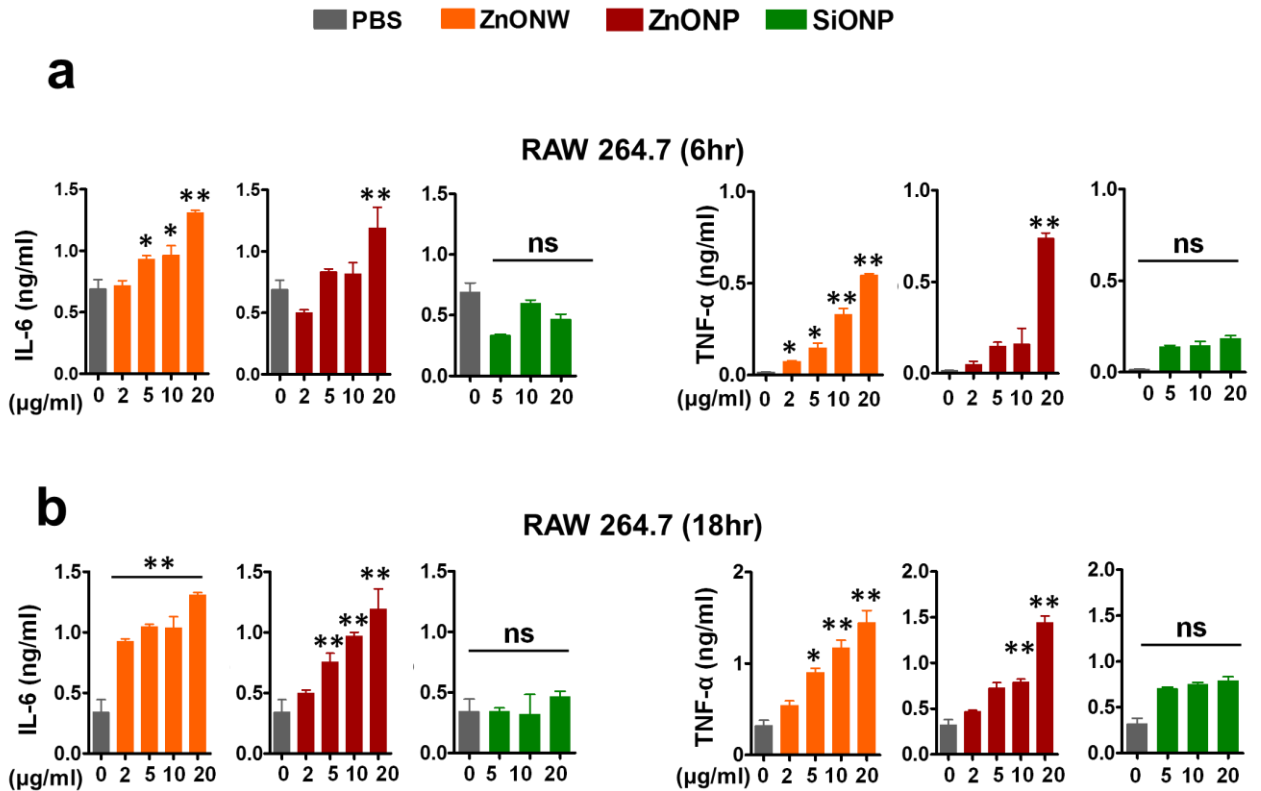 PBS ZnONW ZnONP SiONP
a
RAW 264.7 (6hr)
IL-6 (ng/ml)
1.5
1.0
0.5
0.0
* * **
0 2 5 10 20
(µg/ml)
1.5
1.0
0.5
0.0
**
0 2 5 10 20
1.5
1.0
0.5
0.0
ns
0 5 10 20
TNF-α (ng/ml)
1.0
0.5
0.0
* * ** **
0 2 5 10 20
(µg/ml)
1.0
0.5
0.0
**
0 2 5 10 20
1.0
0.5
0.0
ns
0 5 10 20
b
RAW 264.7 (18hr)
IL-6 (ng/ml)
1.5
1.0
0.5
0.0
**
0 2 5 10 20
(µg/ml)
1.5
1.0
0.5
0.0
** ** **
0 2 5 10 20
1.5
1.0
0.5
0.0
ns
0 5 10 20
TNF-α (ng/ml)
2
1
0
* ** **
0 2 5 10 20
(µg/ml)
2.0
1.5
1.0
0.5
0.0
** **
0 2 5 10 20
2.0
1.5
1.0
0.5
0.0
ns
0 5 10 20